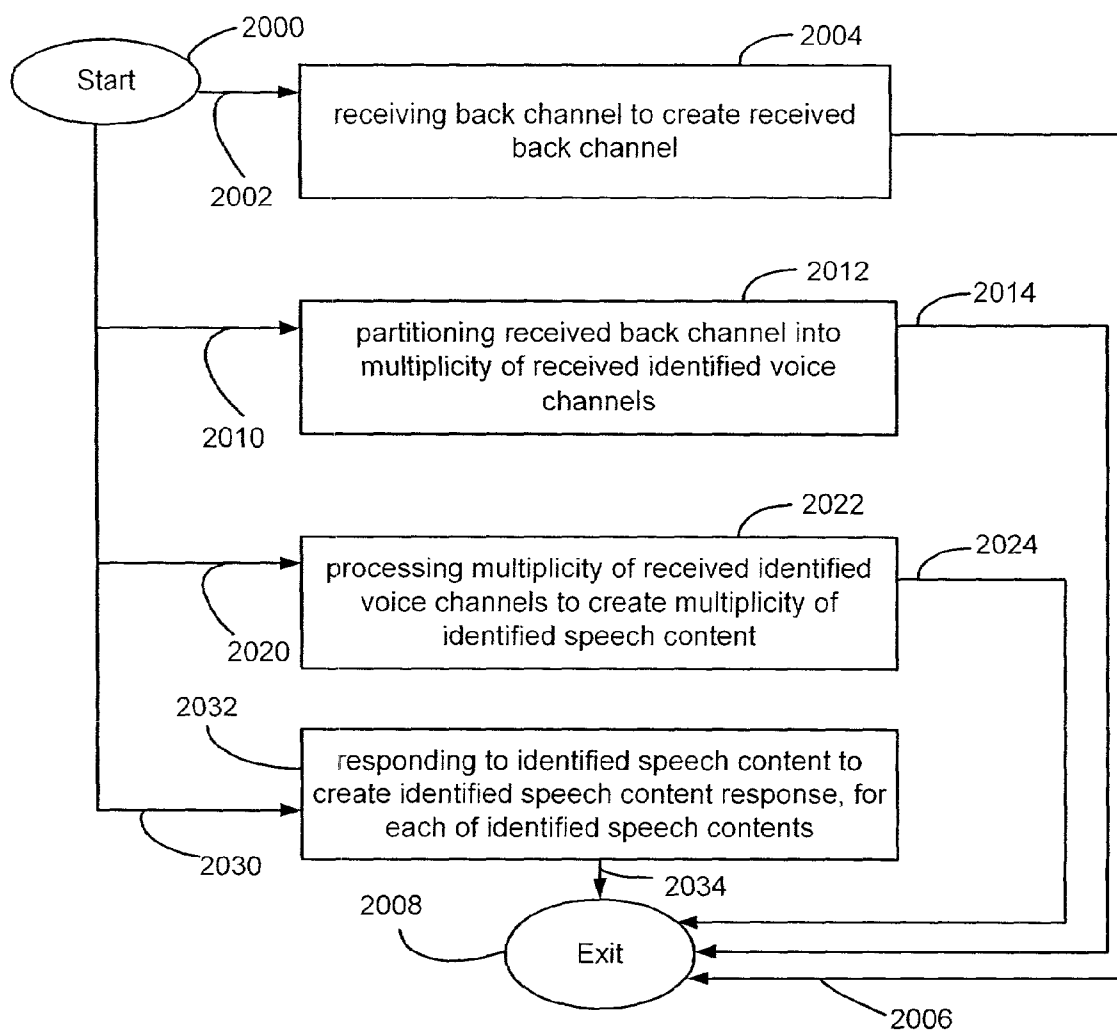 2000
Start
2004
receiving back channel to create received
back channel
2002
2012
2014
partitioning received back channel into
multiplicity of received identified voice
channels
2010
2022
2024
processing multiplicity of received identified
voice channels to create multiplicity of
identified speech content
2020
2032
responding to identified speech content to
create identified speech content response, for
each of identified speech contents
2030
2034
2008
Exit
2006